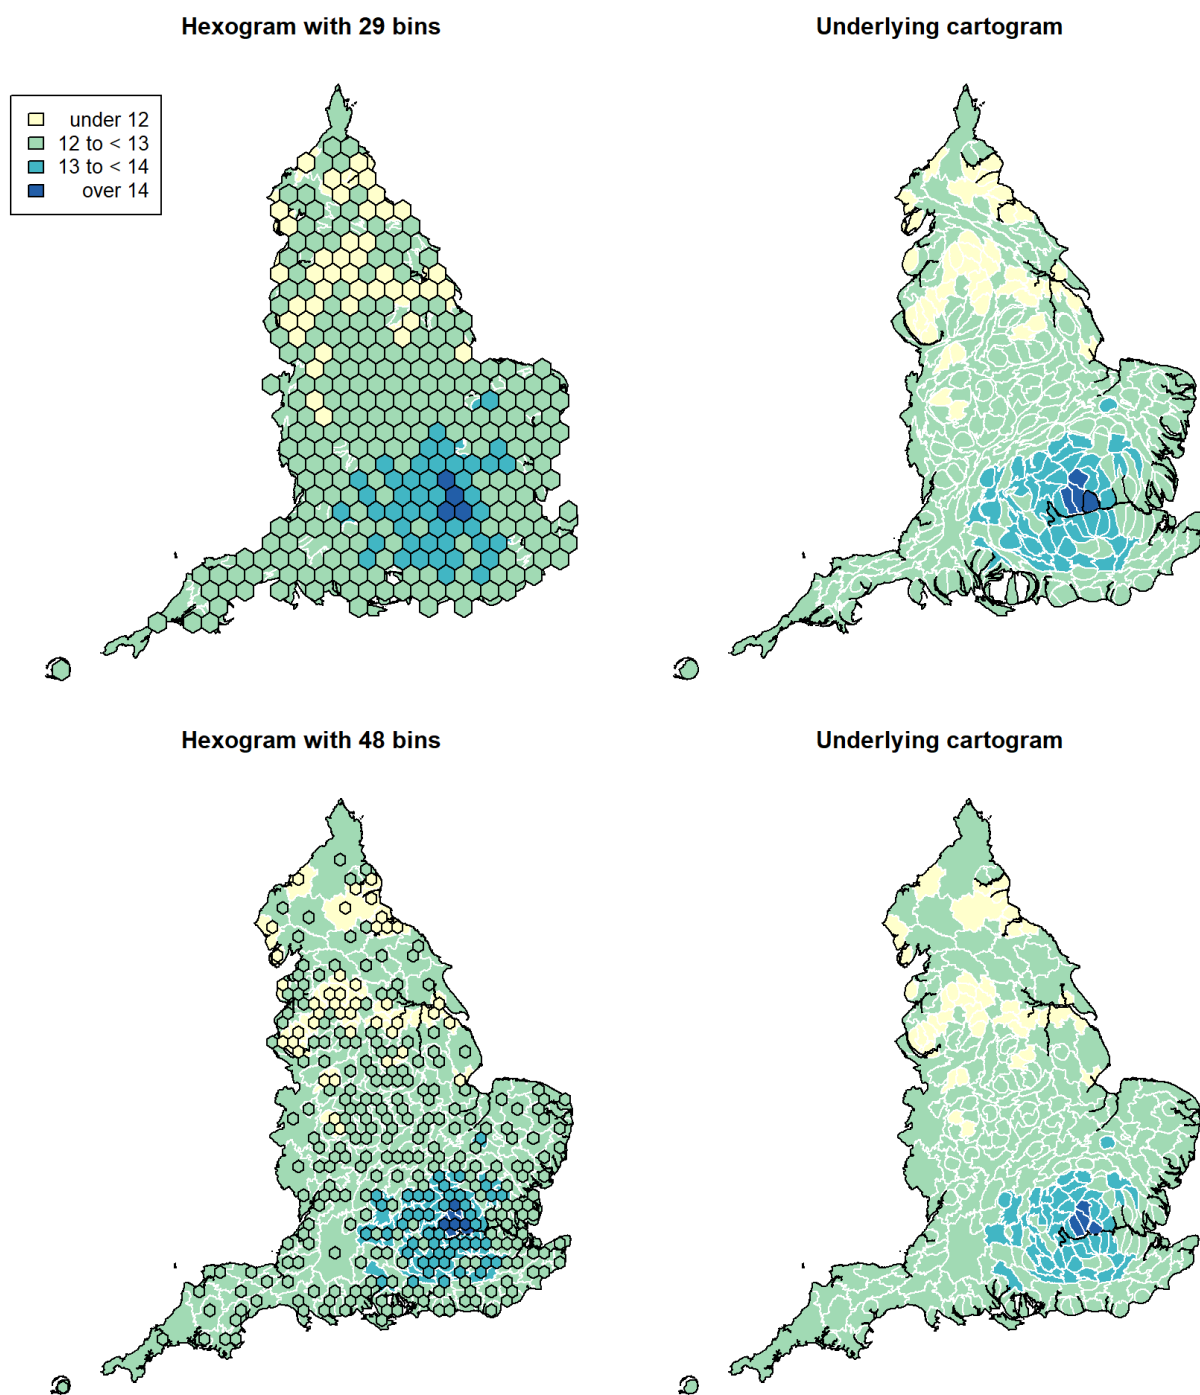 Hexogram with 29 bins
Underlying cartogram
under 12
12 to < 13
13 to < 14
over 14
Hexogram with 48 bins
Underlying cartogram